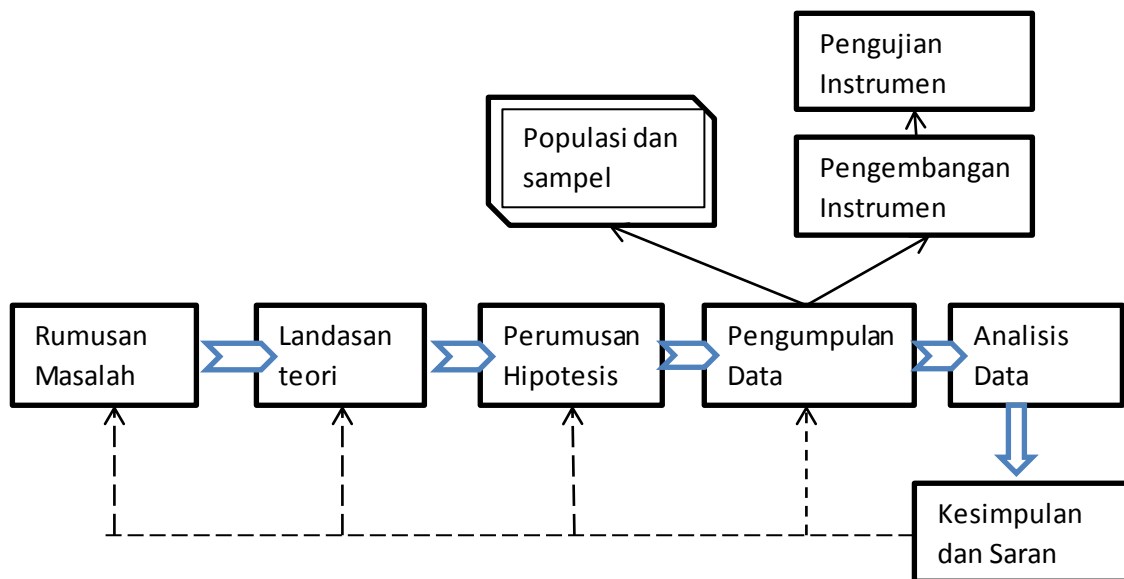 Pengujian
Instrumen
Populasi dan
sampel
Pengembangan
Instrumen
Rumusan
Masalah
Landasan
teori
Perumusan
Hipotesis
Pengumpulan
Data
Analisis
Data
Kesimpulan
dan Saran